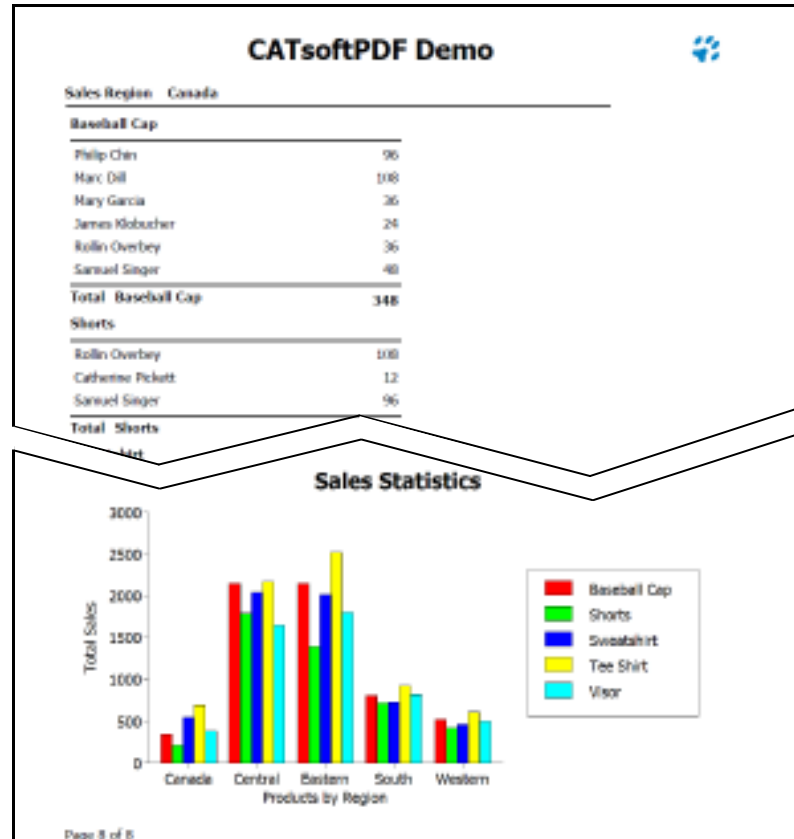 CATsoftPDF Demo
Sales Region Canada
Baseball Cap
Philip Chin 96
Marc Dill 108
Mary Garcia 36
James Klobucher 24
Rollin Overbey 36
Samuel Singer 48
Total Baseball Cap 348
Shorts
Rollin Overbey 108
Catherine Pickett 12
Samuel Singer 96
Total Shorts
Sales Statistics
3000
2500
2000
1500
1000
500
0
Total Sales
Canada Central Eastern South Western
Products by Region
Baseball Cap
Shorts
Sweatshirt
Tee Shirt
Visor
Page 8 of 8